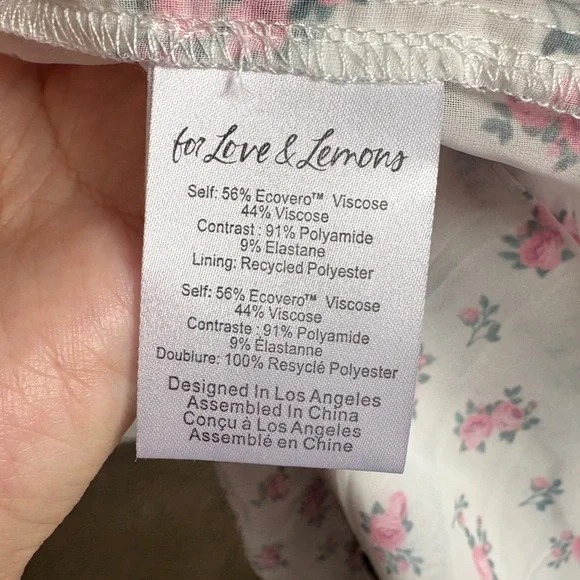 for Love & Lemons
Self: 56% Ecovero™ Viscose
44% Viscose
Contrast : 91% Polyamide
9% Elastane
Lining: Recycled Polyester
Self: 56% Ecovero™ Viscose
44% Viscose
Contraste : 91% Polyamide
9% Élastanne
Doublure: 100% Recyclé Polyester
Designed In Los Angeles
Assembled In China
Conçu à Los Angeles
Assemblé en Chine